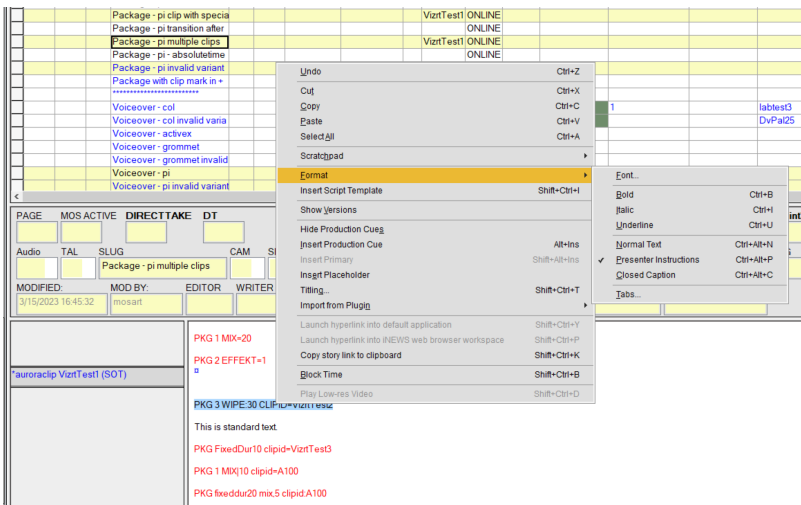 Package - pi clip with specia VizrtTest1 ONLINE
Package - pi transition after ONLINE
Package - pi multiple clips VizrtTest1 ONLINE
Package - pi - absolutetime ONLINE
Package - pi invalid variant
Package with clip mark in +
************************
Voiceover - col 1 labtest3
Voiceover - col invalid varia DvPal25
Voiceover - activex
Voiceover - grommet
Voiceover - grommet invalid
Voiceover - pi
Voiceover - pi invalid variant
Undo Ctrl+Z
Cut Ctrl+X
Copy Ctrl+C
Paste Ctrl+V
Select All Ctrl+A
Scratchpad
Format
Insert Script Template Shift+Ctrl+I
Show Versions
Hide Production Cues
Insert Production Cue Alt+Ins
Insert Primary Shift+Alt+Ins
Insert Placeholder
Titling... Shift+Ctrl+T
Import from Plugin
Launch hyperlink into default application Shift+Ctrl+Y
Launch hyperlink into iNEWS web browser workspace Shift+Ctrl+P
Copy story link to clipboard Shift+Ctrl+K
Block Time Shift+Ctrl+B
Play Low-res Video Shift+Ctrl+D
Font...
Bold Ctrl+B
Italic Ctrl+I
Underline Ctrl+U
Normal Text Ctrl+Alt+N
✓ Presenter Instructions Ctrl+Alt+P
Closed Caption Ctrl+Alt+C
Tabs...
PAGE MOS ACTIVE DIRECTTAKE DT
Audio TAL SLUG CAM
Package - pi multiple clips
MODIFIED: MOD BY: EDITOR WRITER
3/15/2023 16:45:32 mosart
*auroraclip VizrtTest1 (SOT)
PKG 1 MIX=20
PKG 2 EFFEKT=1
¤
PKG 3 WIPE:30 CLIPID=VizrtTest2
This is standard text.
PKG FixedDur10 clipid=VizrtTest3
PKG 1 MIX|10 clipid=A100
PKG fixeddur20 mix,5 clipid:A100